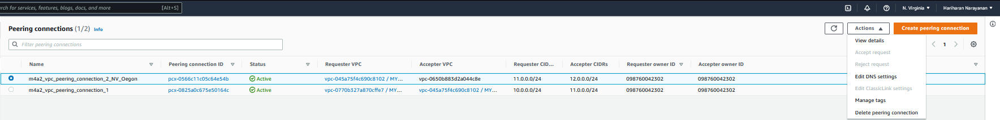 rch for services, features, blogs, docs, and more [Alt+S] N. Virginia Hariharan Narayanan
Peering connections (1/2) Info Actions Create peering connection
Filter peering connections 1
View details
Accept request
Reject request
Edit DNS settings
Edit ClassicLink settings
Manage tags
Delete peering connection
Name Peering connection ID Status Requester VPC Accepter VPC Requester CID... Accepter CIDRs Requester owner ID Accepter owner ID
m4a2_vpc_peering_connection_2_NV_Oegon pcx-0566c11c05c64e54b Active vpc-045a75f4c690c8102 / MY... vpc-0650b883d2a044c8e 11.0.0.0/24 12.0.0.0/24 098760042302 098760042302
m4a2_vpc_peering_connection_1 pcx-0825a0c675e50164c Active vpc-0770b327a870cffe7 / MY... vpc-045a75f4c690c8102 / MY... 10.0.0.0/24 11.0.0.0/24 098760042302 098760042302